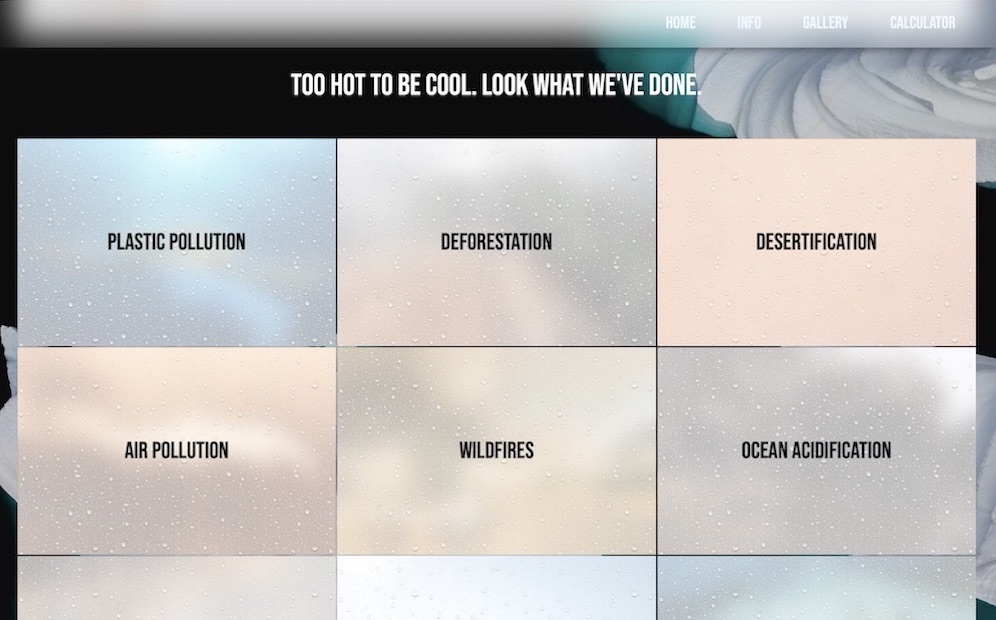 HOME INFO GALLERY CALCULATOR
TOO HOT TO BE COOL. LOOK WHAT WE'VE DONE.
PLASTIC POLLUTION
DEFORESTATION
DESERTIFICATION
AIR POLLUTION
WILDFIRES
OCEAN ACIDIFICATION